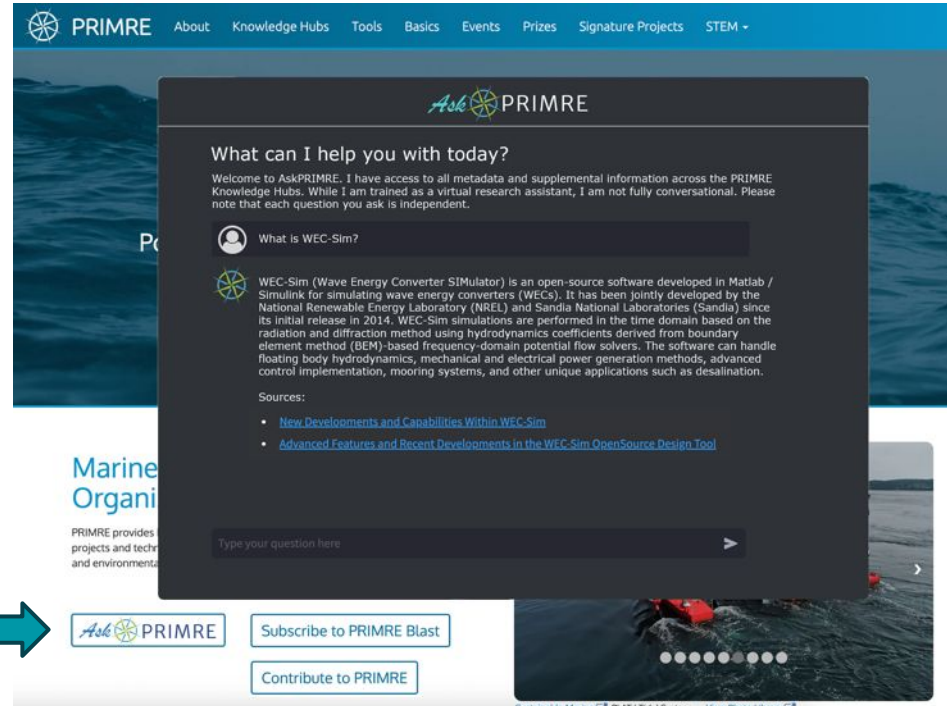 PRIMRE About Knowledge Hubs Tools Basics Events Prizes Signature Projects STEM
Ask PRIMRE
What can I help you with today?
Welcome to AskPRIMRE. I have access to all metadata and supplemental information across the PRIMRE
Knowledge Hubs. While I am trained as a virtual research assistant, I am not fully conversational. Please
note that each question you ask is independent.
What is WEC-Sim?
WEC-Sim (Wave Energy Converter SIMulator) is an open-source software developed in Matlab /
Simulink for simulating wave energy converters (WECs). It has been jointly developed by the
National Renewable Energy Laboratory (NREL) and Sandia National Laboratories (Sandia) since
its initial release in 2014. WEC-Sim simulations are performed in the time domain based on the
radiation and diffraction method using hydrodynamics coefficients derived from boundary
element method (BEM)-based frequency-domain potential flow solvers. The software can handle
floating body hydrodynamics, mechanical and electrical power generation methods, advanced
control implementation, mooring systems, and other unique applications such as desalination.
Sources:
• New Developments and Capabilities Within WEC-Sim
• Advanced Features and Recent Developments in the WEC-Sim OpenSource Design Tool
Type your question here
Marine
Organi
PRIMRE provides
projects and techn
and environmenta
Ask PRIMRE
Subscribe to PRIMRE Blast
Contribute to PRIMRE